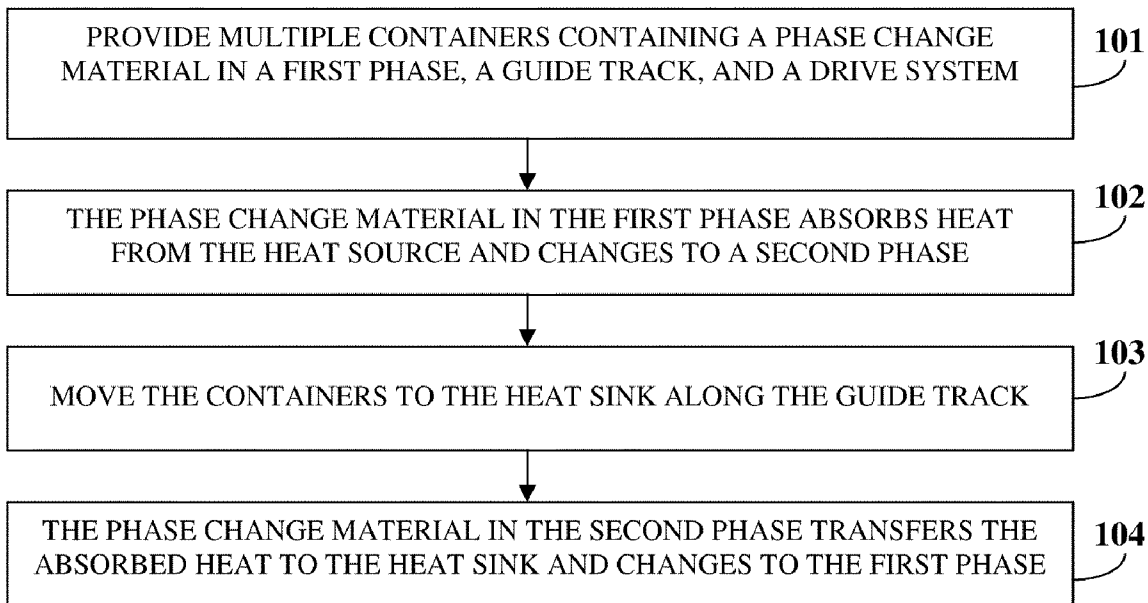 PROVIDE MULTIPLE CONTAINERS CONTAINING A PHASE CHANGE
MATERIAL IN A FIRST PHASE, A GUIDE TRACK, AND A DRIVE SYSTEM
101
THE PHASE CHANGE MATERIAL IN THE FIRST PHASE ABSORBS HEAT
FROM THE HEAT SOURCE AND CHANGES TO A SECOND PHASE
102
MOVE THE CONTAINERS TO THE HEAT SINK ALONG THE GUIDE TRACK
103
THE PHASE CHANGE MATERIAL IN THE SECOND PHASE TRANSFERS THE
ABSORBED HEAT TO THE HEAT SINK AND CHANGES TO THE FIRST PHASE
104